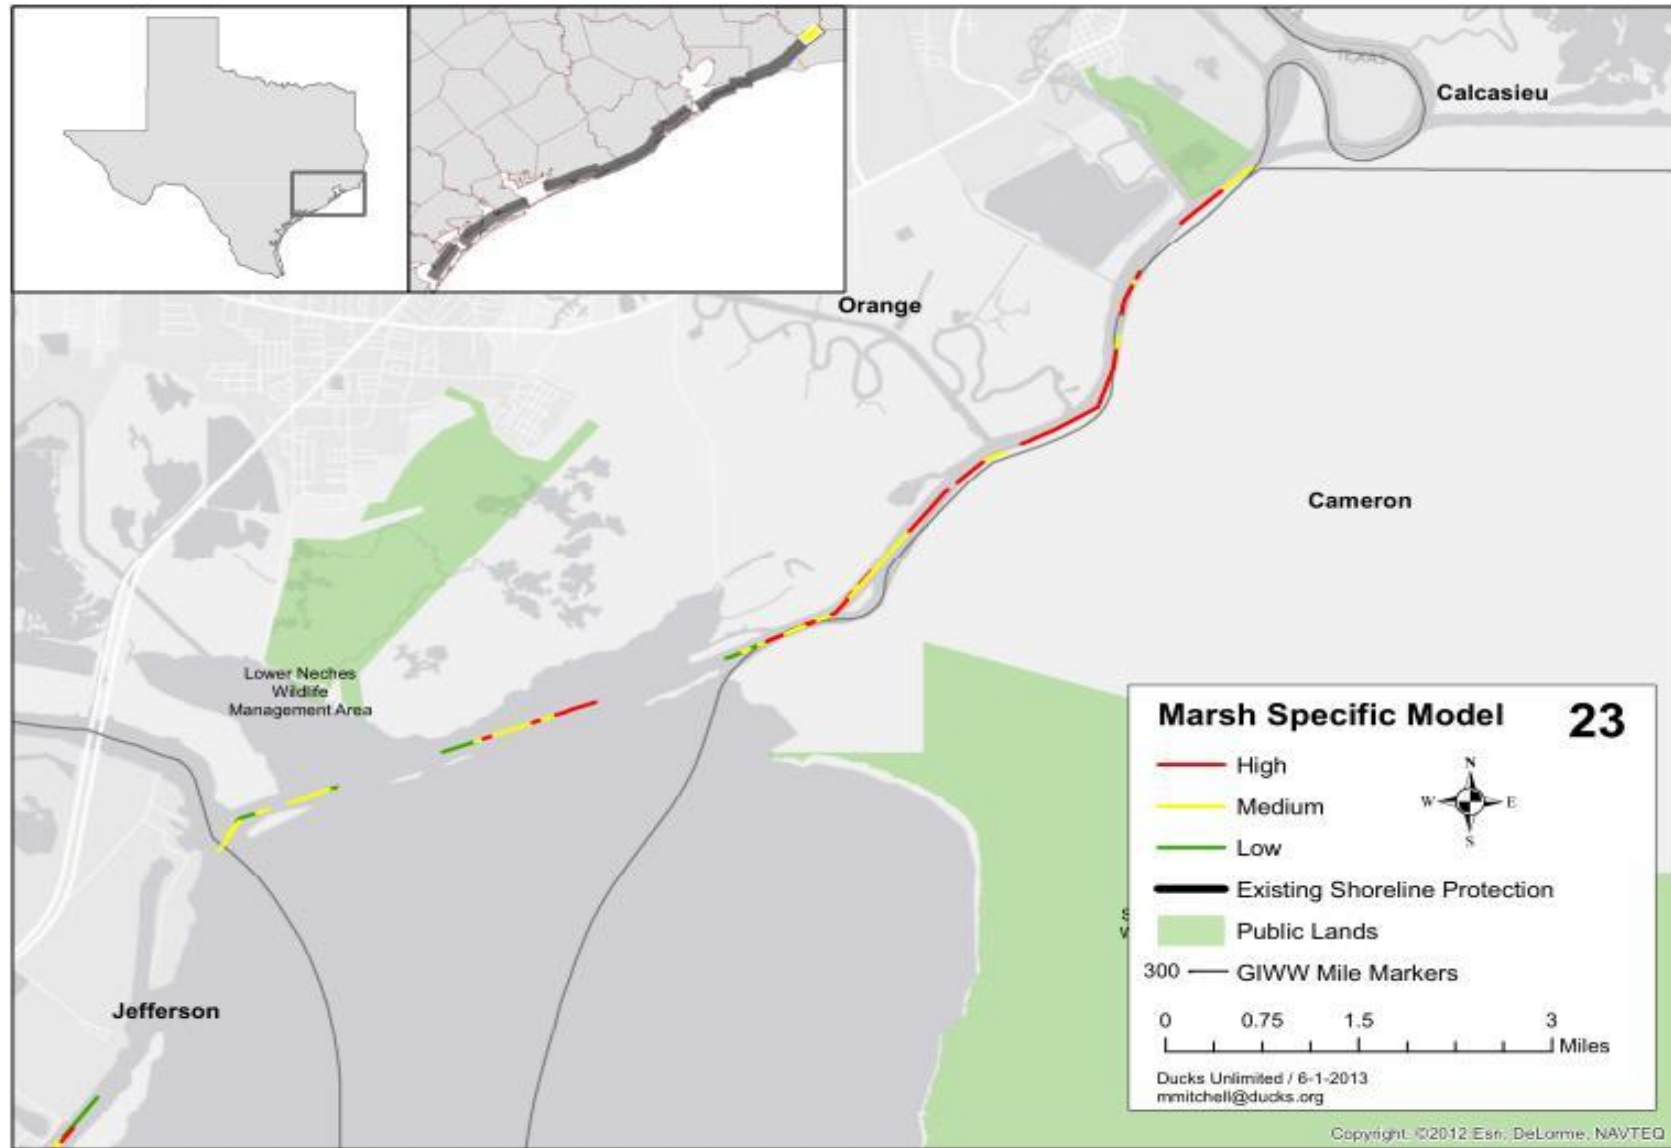 Calcasieu
Orange
Cameron
Lower Neches
Wildlife
Management Area
Jefferson
Marsh Specific Model 23
High
Medium
Low
Existing Shoreline Protection
Public Lands
300 GIWW Mile Markers
N
W E
S
0 0.75 1.5 3
Miles
Ducks Unlimited / 6-1-2013
mmitchell@ducks.org
Copyright: ©2012 Esri, DeLorme, NAVTEQ